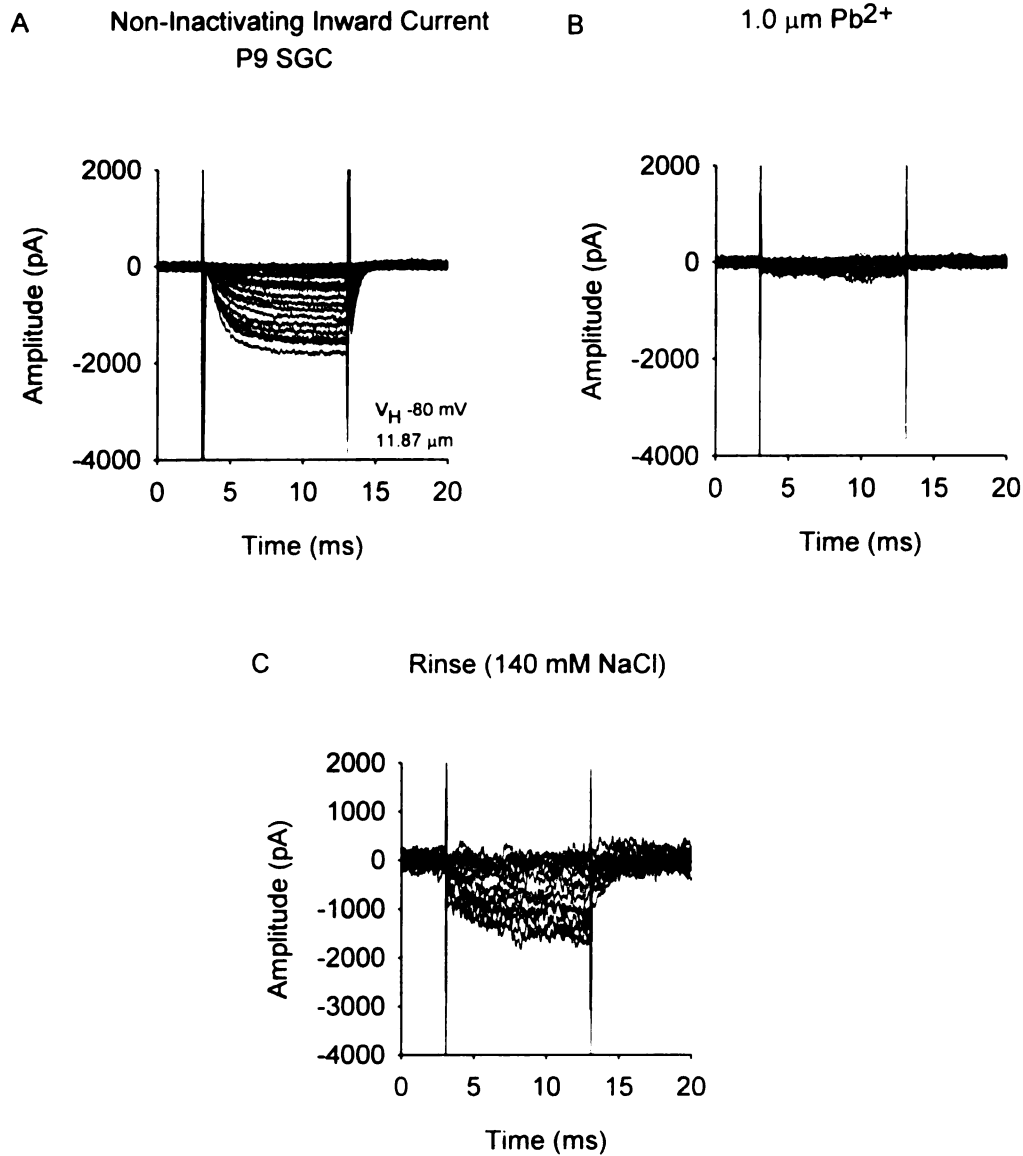 A
Non-Inactivating Inward Current
P9 SGC
2000
0
-2000
-4000
Amplitude (pA)
V_H -80 mV
11.87 μm
0 5 10 15 20
Time (ms)
B
1.0 μm Pb²⁺
2000
0
-2000
-4000
Amplitude (pA)
0 5 10 15 20
Time (ms)
C
Rinse (140 mM NaCl)
2000
1000
0
-1000
-2000
-3000
-4000
Amplitude (pA)
0 5 10 15 20
Time (ms)